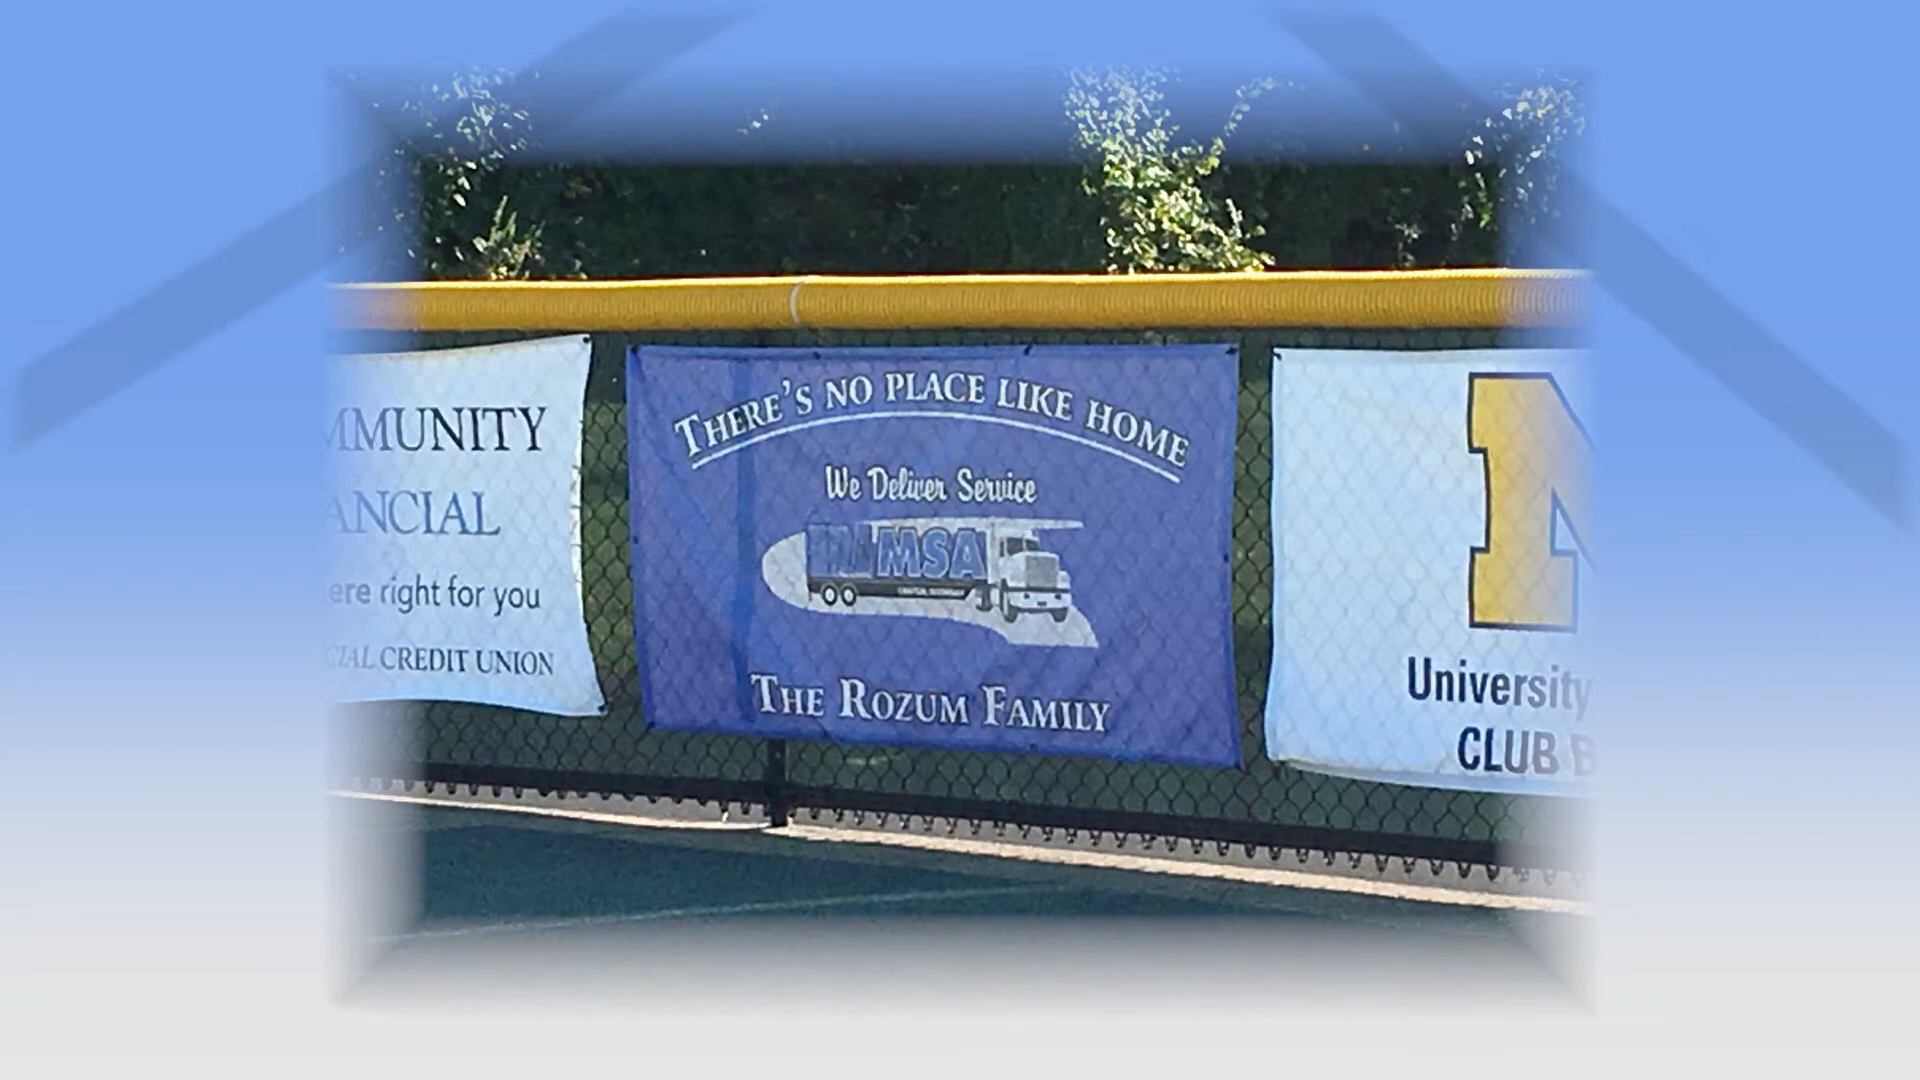 MMUNITY
ANCIAL
ere right for you
CIAL CREDIT UNION
THERE'S NO PLACE LIKE HOME
We Deliver Service
MSA
THE ROZUM FAMILY
University
CLUB B